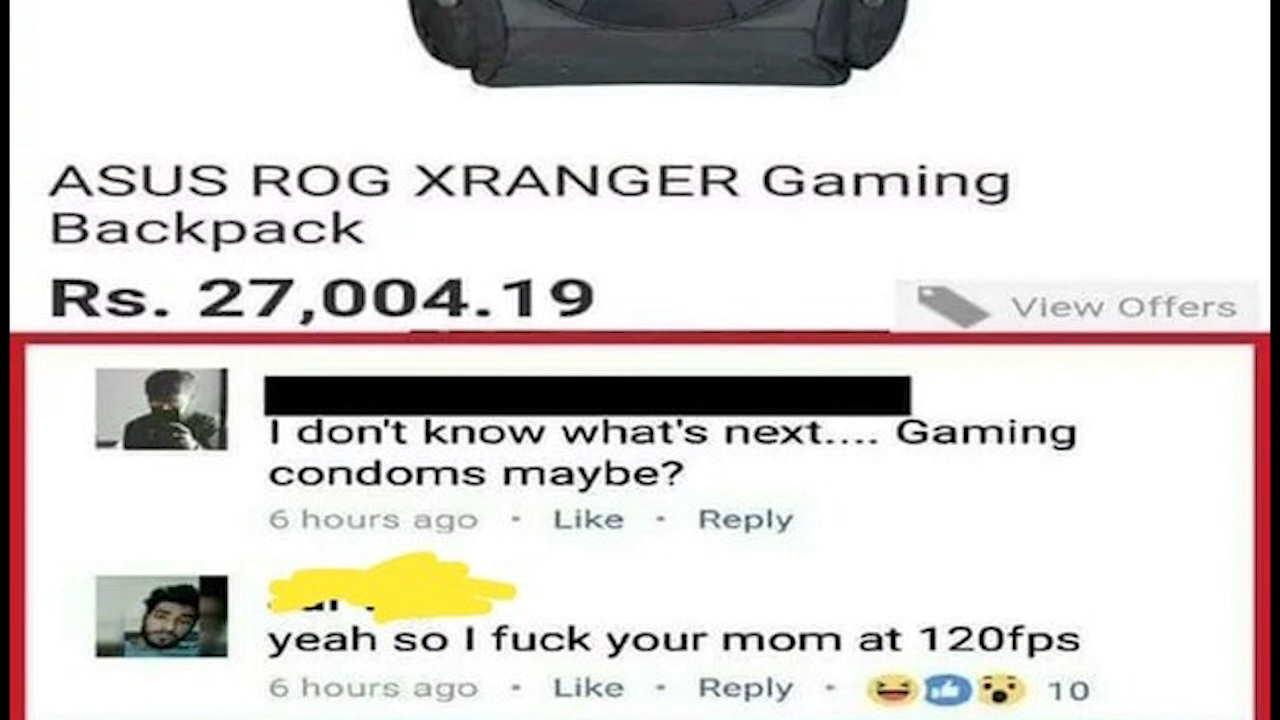 ASUS ROG XRANGER Gaming
Backpack
Rs. 27,004.19
View Offers
I don't know what's next.... Gaming
condoms maybe?
6 hours ago · Like · Reply
yeah so I fuck your mom at 120fps
6 hours ago · Like · Reply · 10